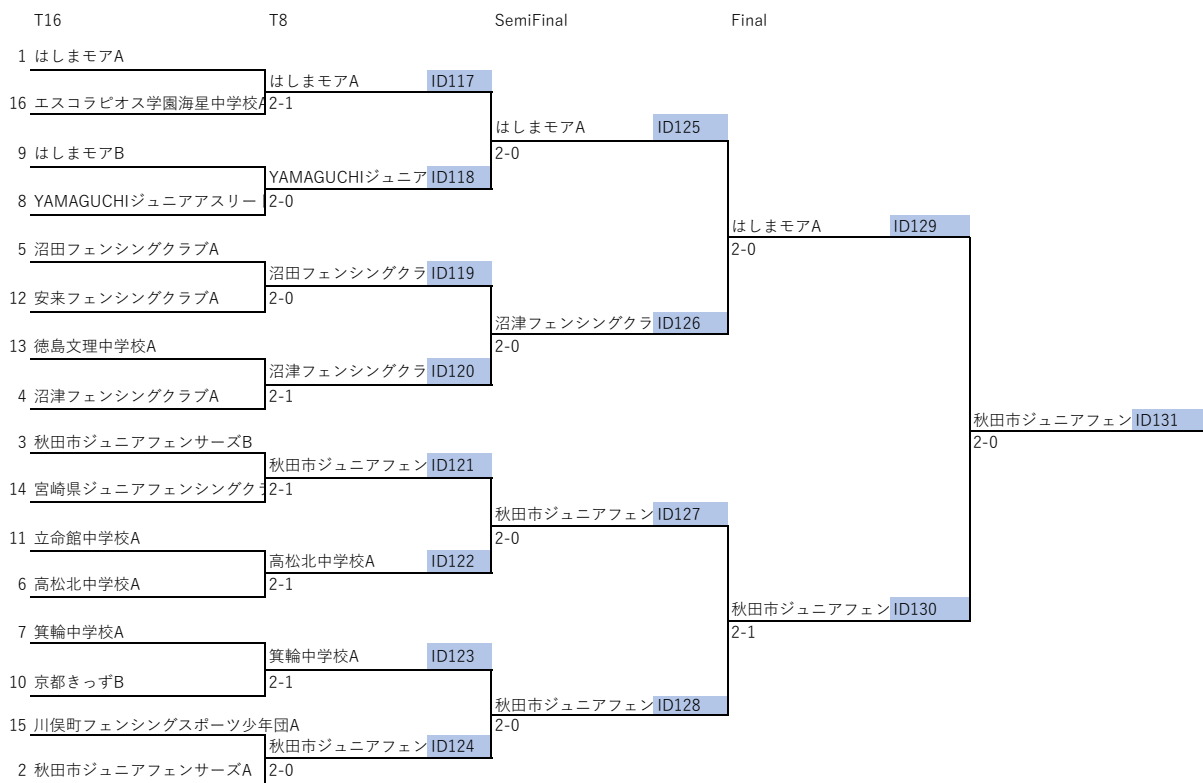 T16 T8 SemiFinal Final
1 はしまモアA
はしまモアA ID117
16 エスコラピオス学園海星中学校A 2-1
はしまモアA ID125
9 はしまモアB 2-0
YAMAGUCHIジュニア ID118
8 YAMAGUCHIジュニアアスリー 2-0
はしまモアA ID129
5 沼田フェンシングクラブA 2-0
沼田フェンシングクラ ID119
12 安来フェンシングクラブA 2-0
沼津フェンシングクラ ID126
13 徳島文理中学校A 2-0
沼津フェンシングクラ ID120
4 沼津フェンシングクラブA 2-1
秋田市ジュニアフェン ID131
3 秋田市ジュニアフェンサーズB 2-0
秋田市ジュニアフェン ID121
14 宮崎県ジュニアフェンシングク 2-1
秋田市ジュニアフェン ID127
11 立命館中学校A 2-0
高松北中学校A ID122
6 高松北中学校A 2-1
秋田市ジュニアフェン ID130
7 箕輪中学校A 2-1
箕輪中学校A ID123
10 京都きっずB 2-1
秋田市ジュニアフェン ID128
15 川俣町フェンシングスポーツ少年団A 2-0
秋田市ジュニアフェン ID124
2 秋田市ジュニアフェンサーズA 2-0